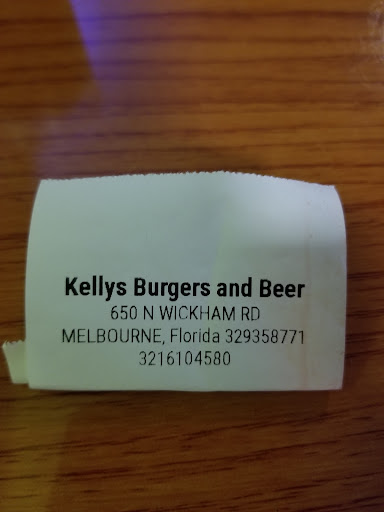 Kellys Burgers and Beer
650 N WICKHAM RD
MELBOURNE, Florida 329358771
3216104580